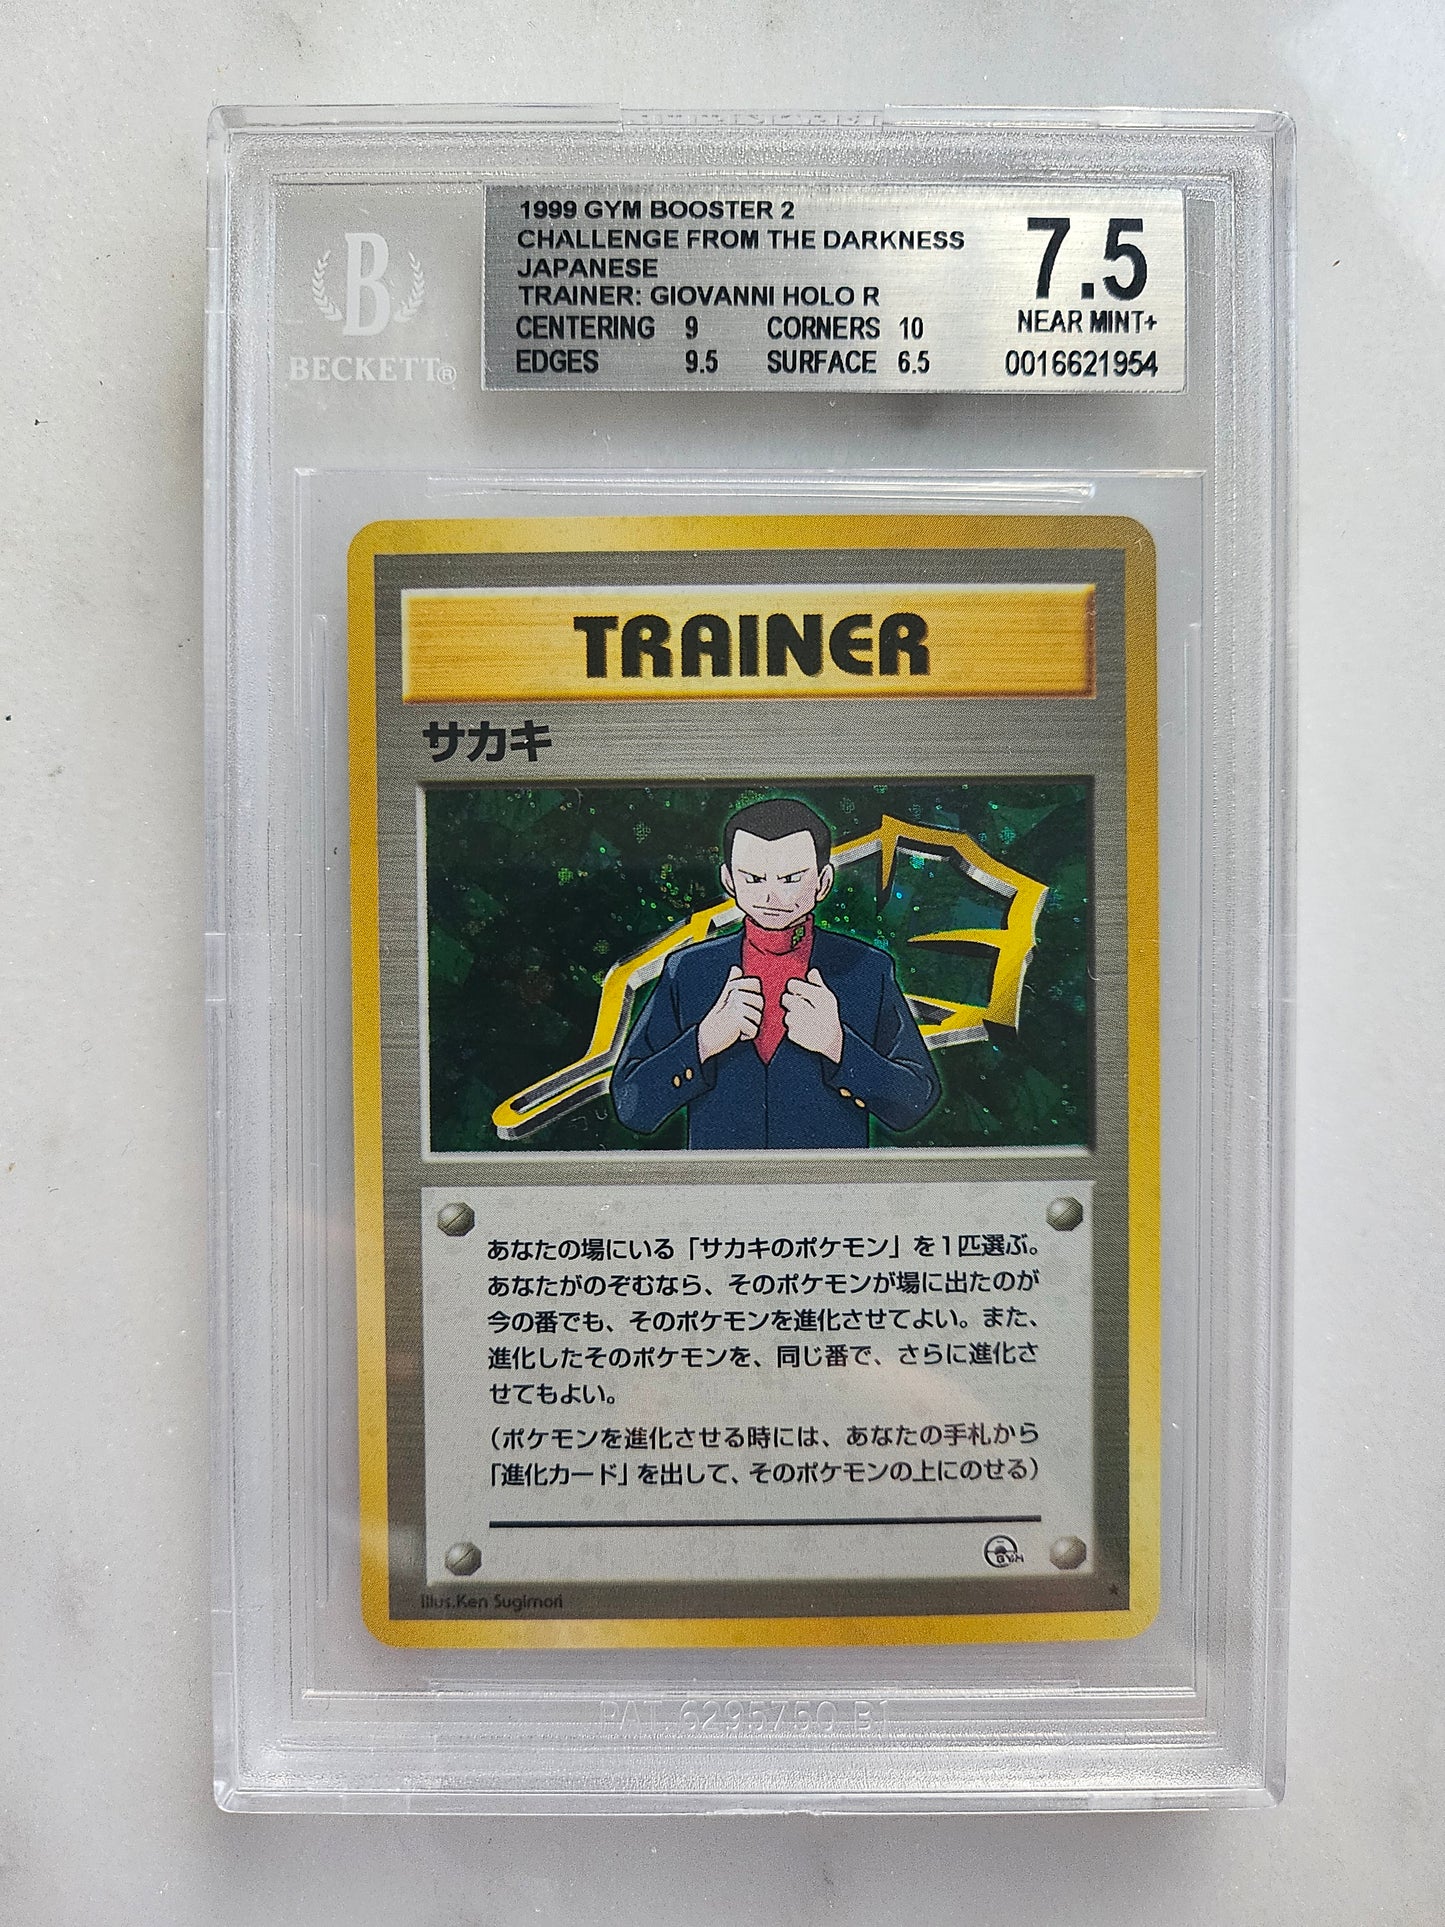 1999 GYM BOOSTER 2
CHALLENGE FROM THE DARKNESS
JAPANESE
TRAINER: GIOVANNI HOLO R
CENTERING 9 CORNERS 10
EDGES 9.5 SURFACE 6.5
7.5
NEAR MINT+
0016621954
B
BECKETT®
TRAINER
サカキ
あなたの場にいる「サカキのポケモン」を1匹選ぶ。
あなたがのぞむなら、そのポケモンが場に出たのが
今の番でも、そのポケモンを進化させてよい。また、
進化したそのポケモンを、同じ番で、さらに進化さ
せてもよい。
（ポケモンを進化させる時には、あなたの手札から
「進化カード」を出して、そのポケモンの上にのせる）
GYM
Illus.Ken Sugimori
PAT. 6295750 B1